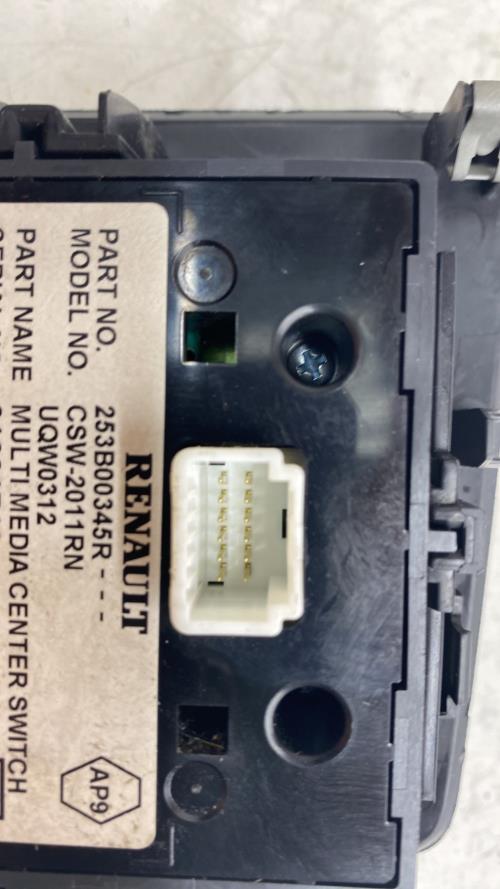 RENAULT
PART NO. 253B00345R - - -
MODEL NO. CSW-2011RN
UQW0312
PART NAME MULTI MEDIA CENTER SWITCH
AP9